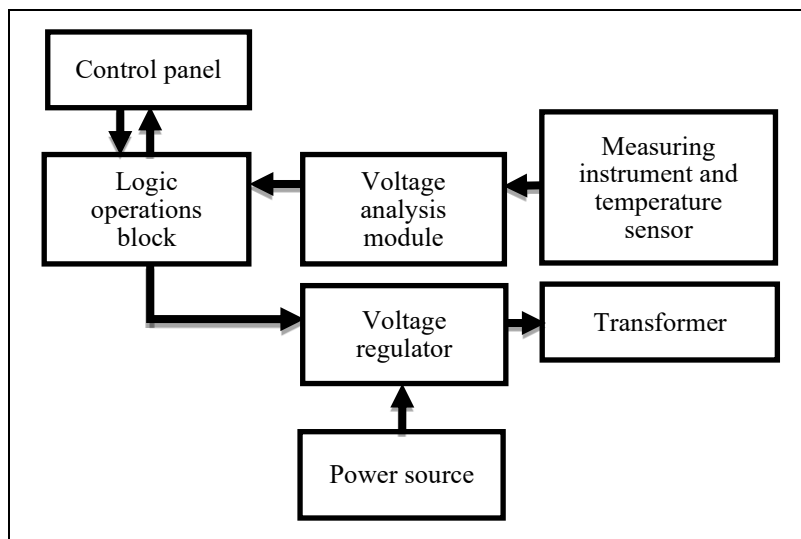 Control panel
Logic
operations
block
Voltage
analysis
module
Measuring
instrument and
temperature
sensor
Voltage
regulator
Transformer
Power source